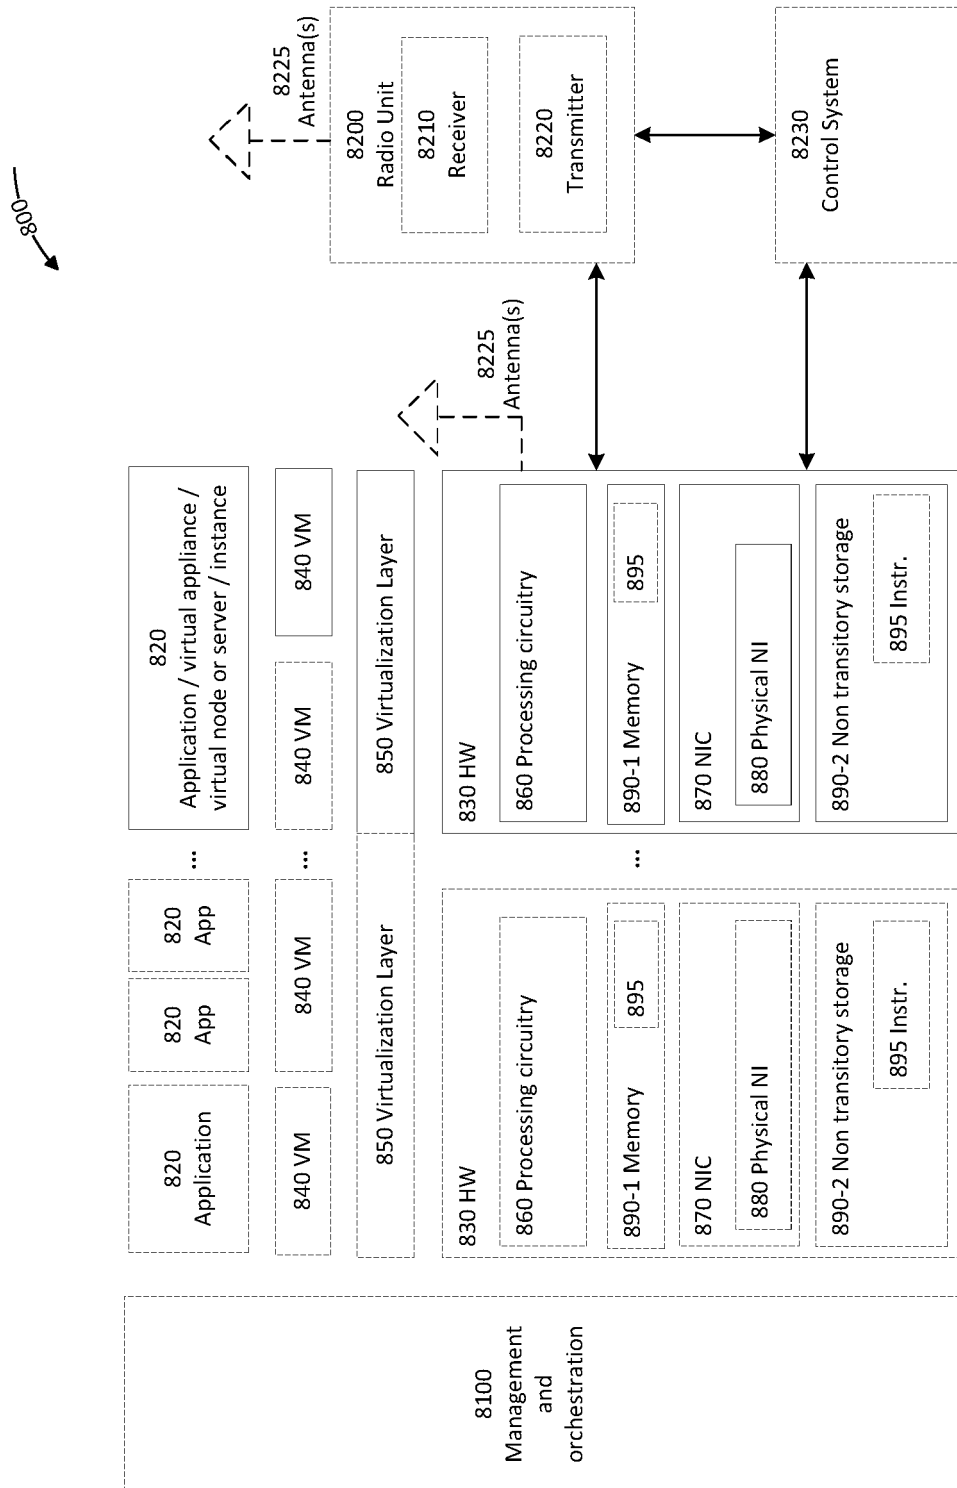 800
8100
Management
and
orchestration
820
Application
820
App
820
App
...
820
Application / virtual appliance /
virtual node or server / instance
840 VM
840 VM
...
840 VM
840 VM
850 Virtualization Layer
850 Virtualization Layer
830 HW
860 Processing circuitry
890-1 Memory
895
870 NIC
880 Physical NI
890-2 Non transitory storage
895 Instr.
...
830 HW
860 Processing circuitry
890-1 Memory
895
870 NIC
880 Physical NI
890-2 Non transitory storage
895 Instr.
8225
Antenna(s)
8225
Antenna(s)
8200
Radio Unit
8210
Receiver
8220
Transmitter
8230
Control System